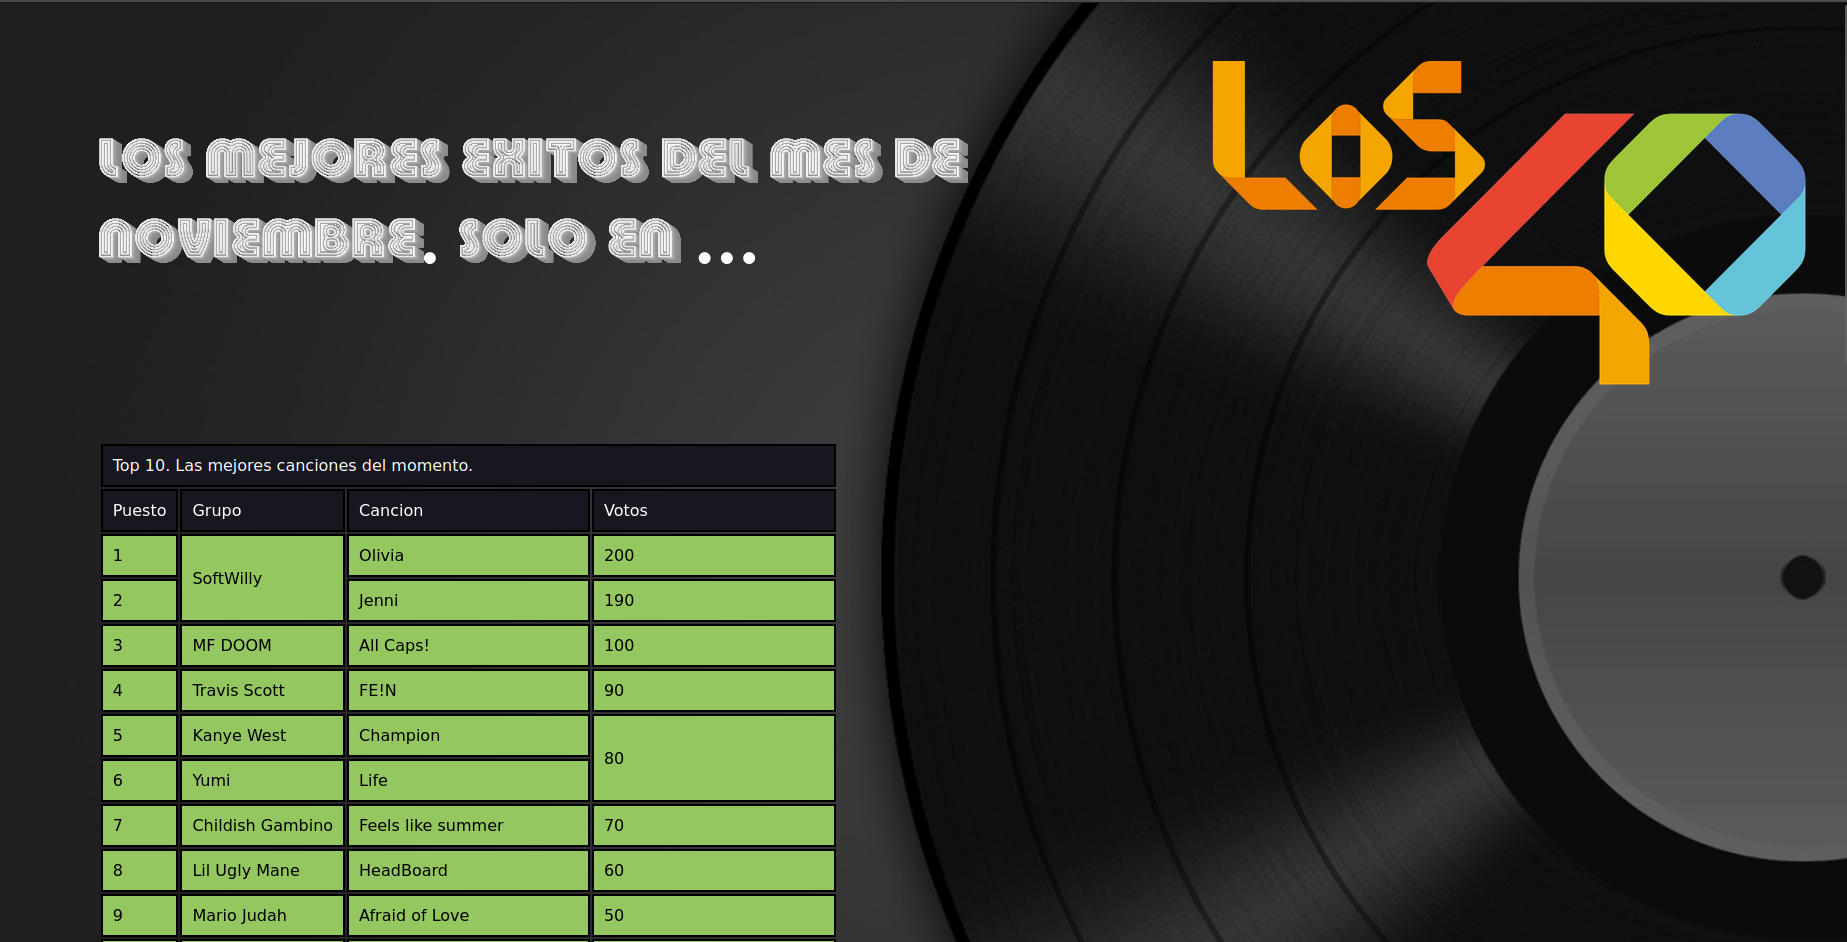 LOS MEJORES EXITOS DEL MES DE
NOVIEMBRE. SOLO EN ...
LOS
40
Top 10. Las mejores canciones del momento.
Puesto Grupo Cancion Votos
1 SoftWilly Olivia 200
2 Jenni 190
3 MF DOOM All Caps! 100
4 Travis Scott FE!N 90
5 Kanye West Champion 80
6 Yumi Life
7 Childish Gambino Feels like summer 70
8 Lil Ugly Mane HeadBoard 60
9 Mario Judah Afraid of Love 50